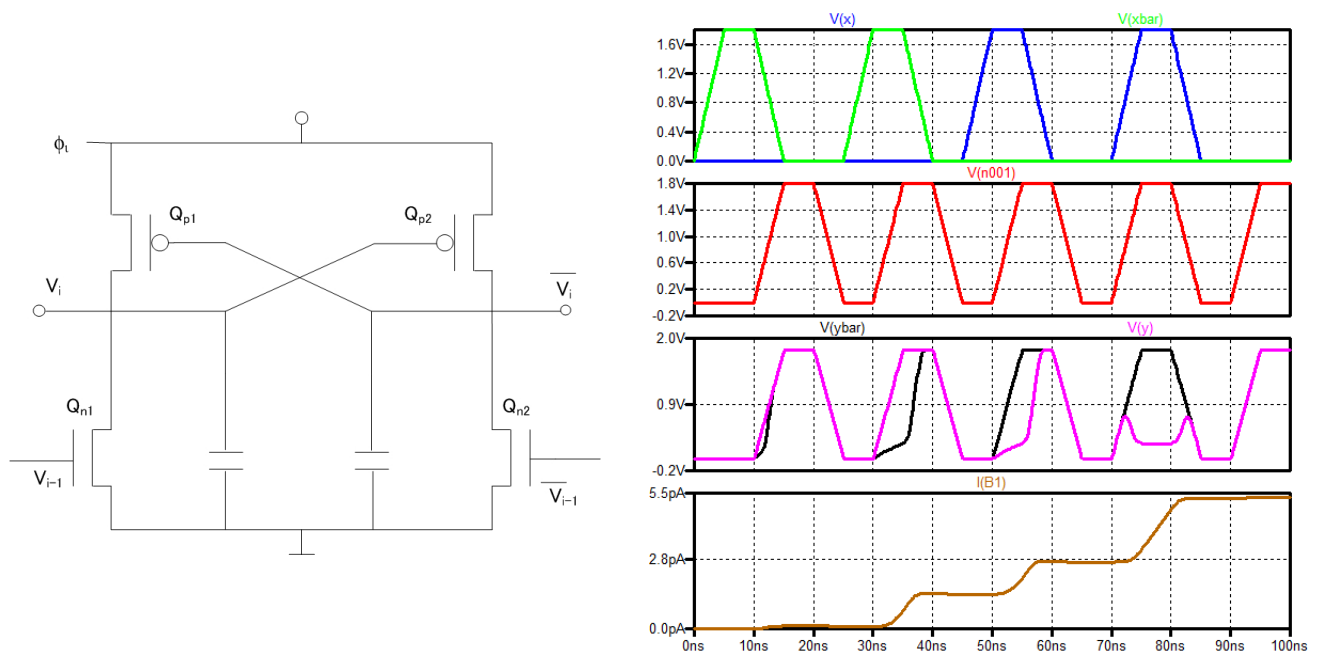 ϕt
Qp1
Qp2
Vi
Vi
Qn1
Qn2
Vi-1
Vi-1
V(x) V(xbar)
1.6V
1.2V
0.8V
0.4V
0.0V
V(n001)
1.8V
1.4V
1.0V
0.6V
0.2V
-0.2V
V(ybar) V(y)
2.0V
0.9V
-0.2V
I(B1)
5.5pA
2.8pA
0.0pA
0ns 10ns 20ns 30ns 40ns 50ns 60ns 70ns 80ns 90ns 100ns